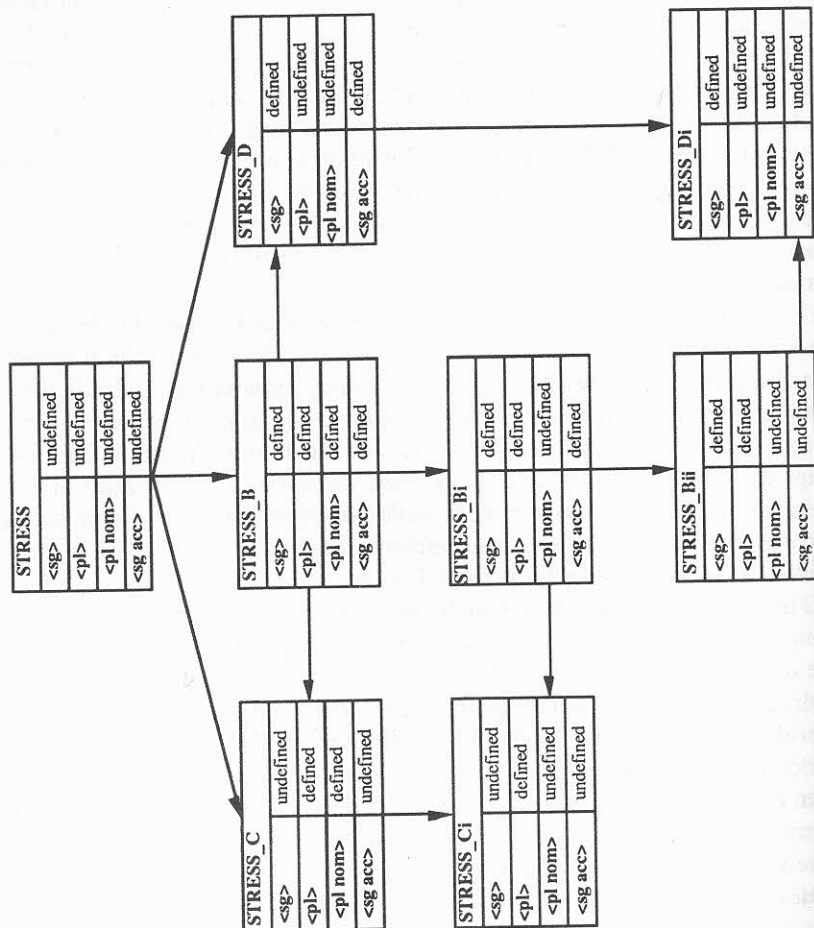 STRESS
<sg> undefined
<pl> undefined
<pl nom> undefined
<sg acc> undefined
STRESS_C
<sg> undefined
<pl> defined
<pl nom> defined
<sg acc> undefined
STRESS_B
<sg> defined
<pl> defined
<pl nom> defined
<sg acc> defined
STRESS_D
<sg> defined
<pl> undefined
<pl nom> undefined
<sg acc> defined
STRESS_Ci
<sg> undefined
<pl> defined
<pl nom> undefined
<sg acc> undefined
STRESS_Bi
<sg> defined
<pl> defined
<pl nom> undefined
<sg acc> defined
STRESS_Bii
<sg> defined
<pl> defined
<pl nom> undefined
<sg acc> undefined
STRESS_Di
<sg> defined
<pl> undefined
<pl nom> undefined
<sg acc> undefined